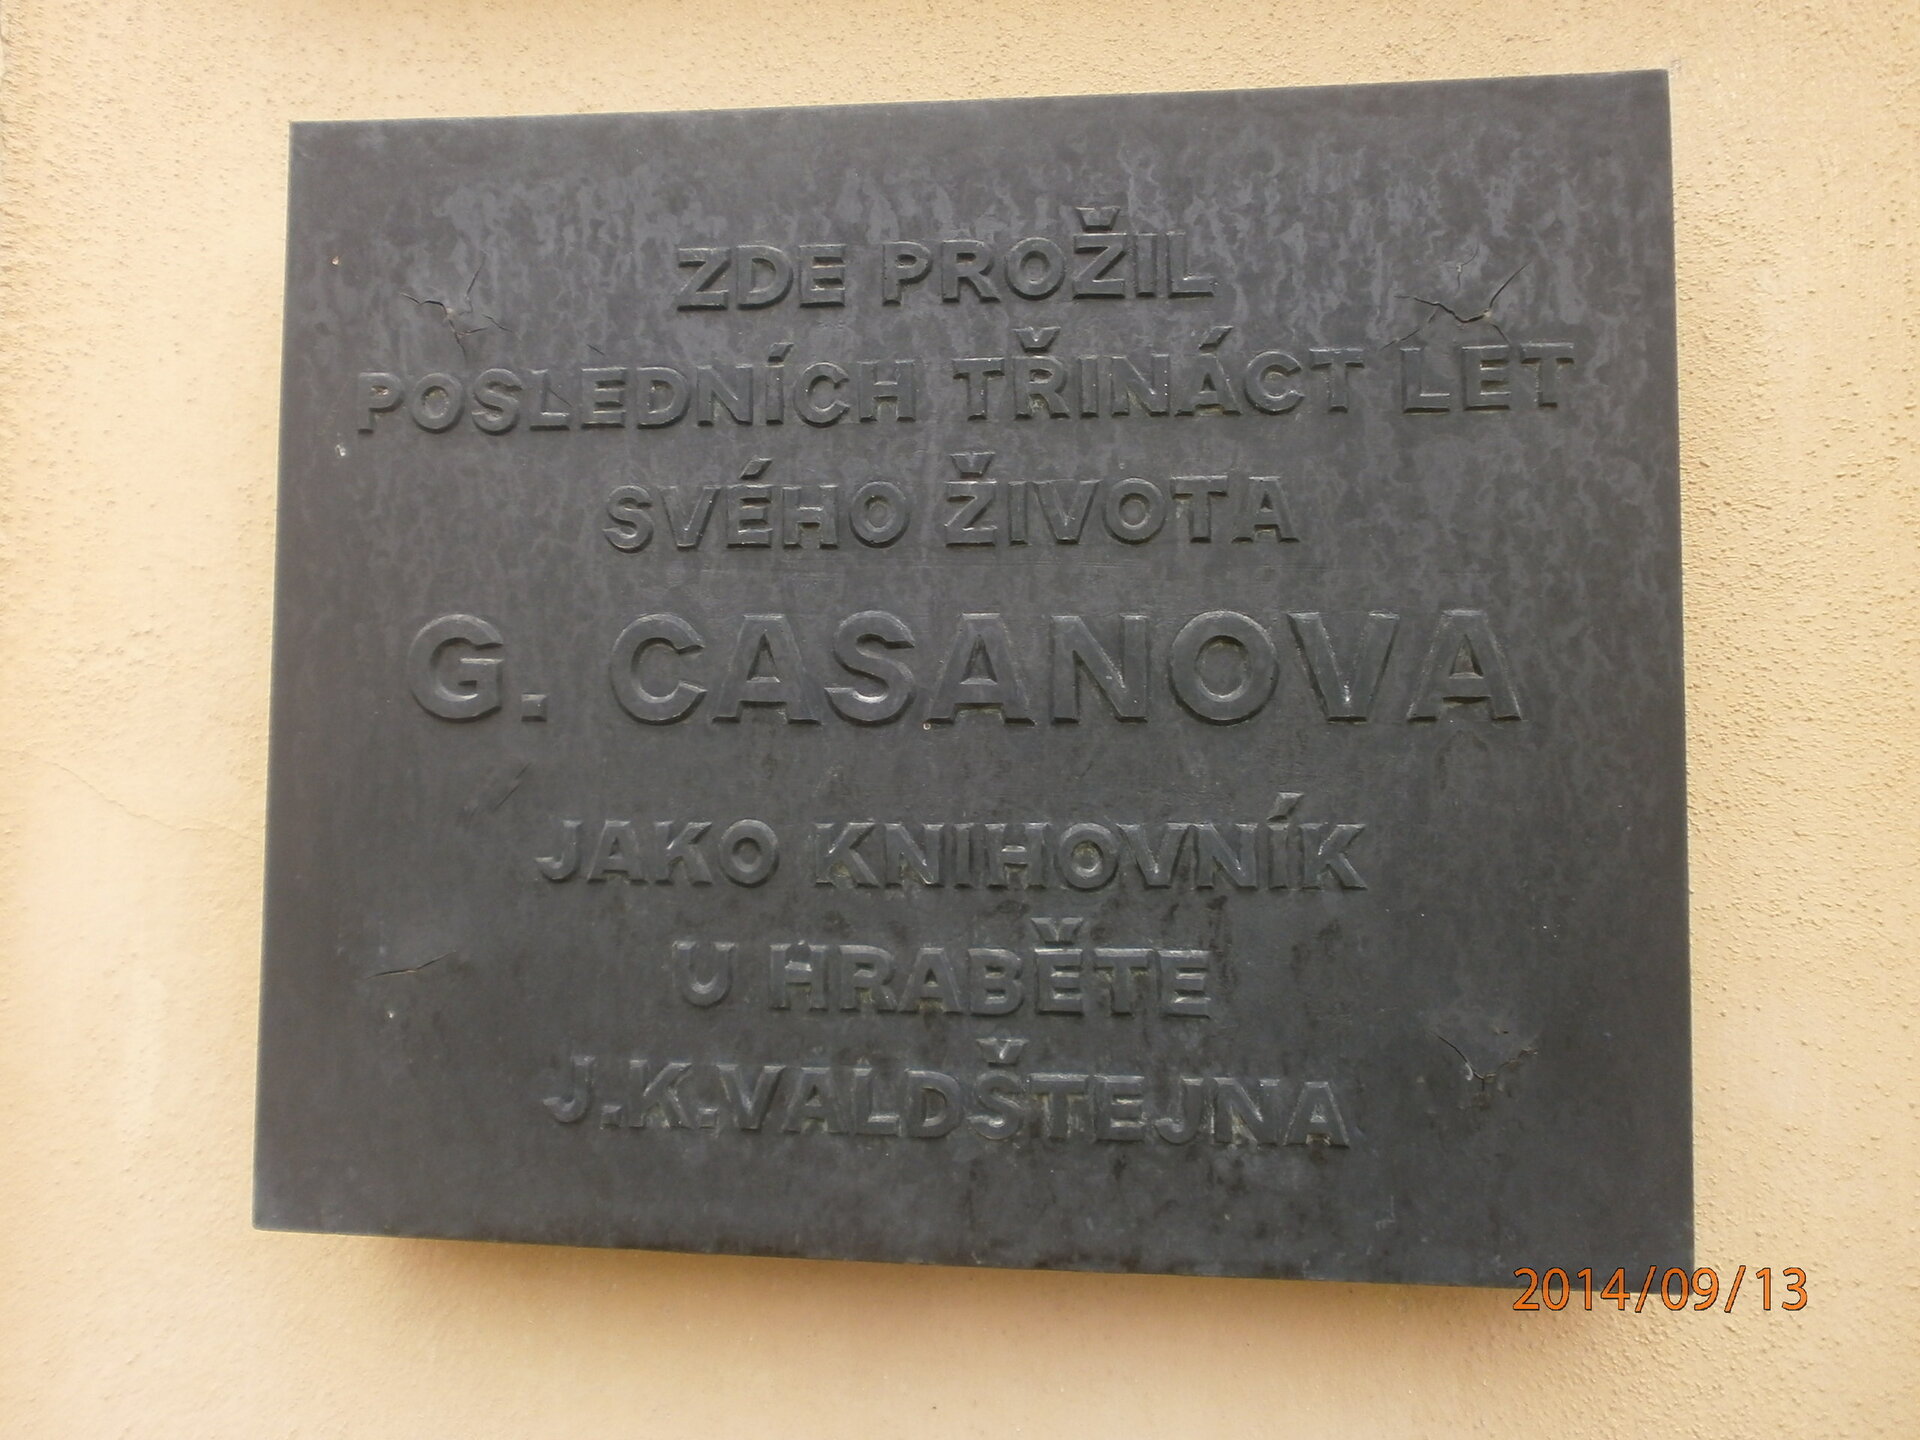 ZDE PROŽIL
POSLEDNÍCH TŘINÁCT LET
SVÉHO ŽIVOTA
G. CASANOVA
JAKO KNIHOVNÍK
U HRABĚTE
J.K.VALDŠTEJNA
2014/09/13